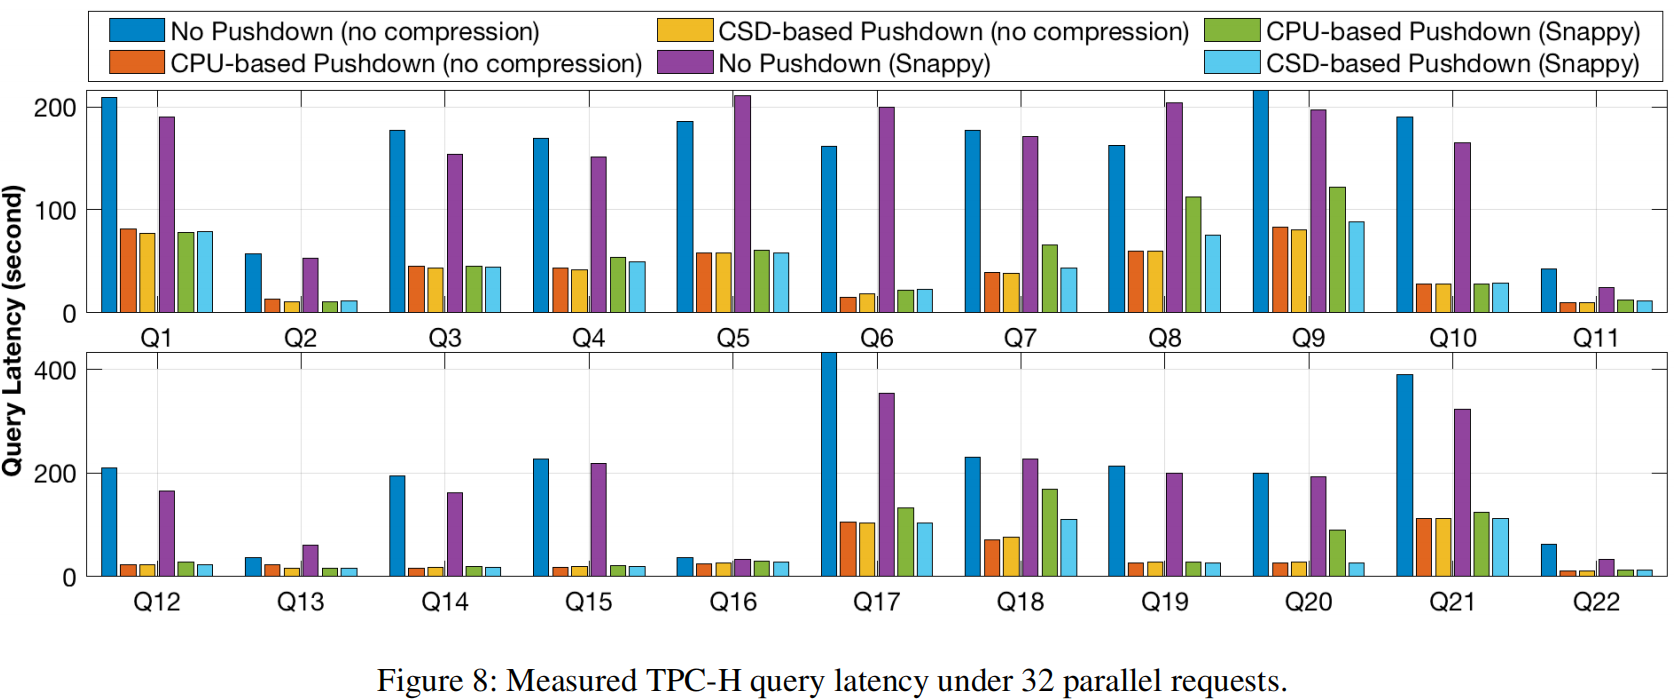 No Pushdown (no compression) CSD-based Pushdown (no compression) CPU-based Pushdown (Snappy)
CPU-based Pushdown (no compression) No Pushdown (Snappy) CSD-based Pushdown (Snappy)
Query Latency (second)
200
100
0
Q1 Q2 Q3 Q4 Q5 Q6 Q7 Q8 Q9 Q10 Q11
400
200
0
Q12 Q13 Q14 Q15 Q16 Q17 Q18 Q19 Q20 Q21 Q22
Figure 8: Measured TPC-H query latency under 32 parallel requests.